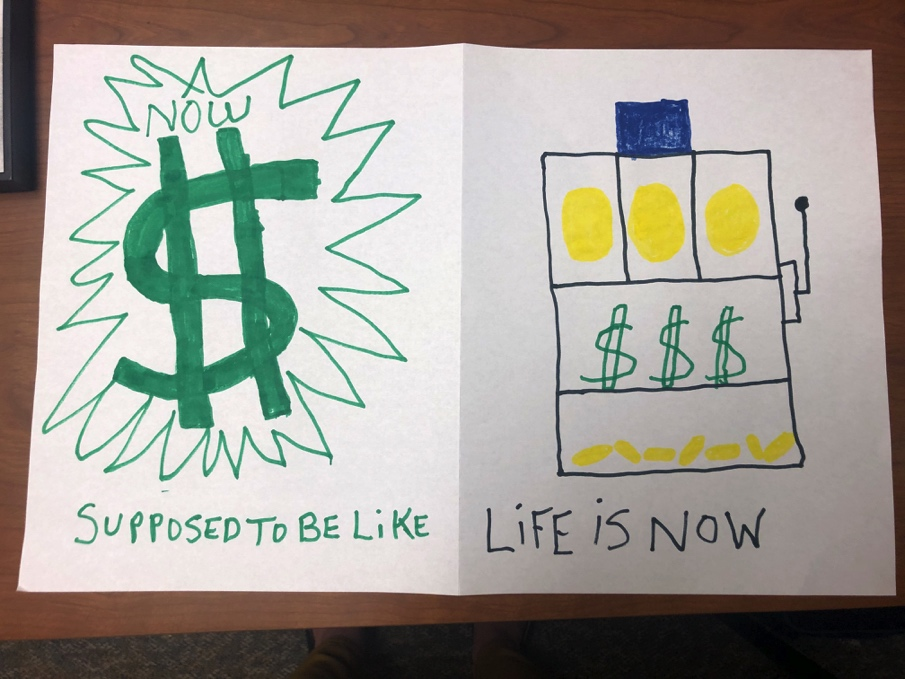 NOW
$
$ $ $
SUPPOSED TO BE LiKE
LiFE iS NOW